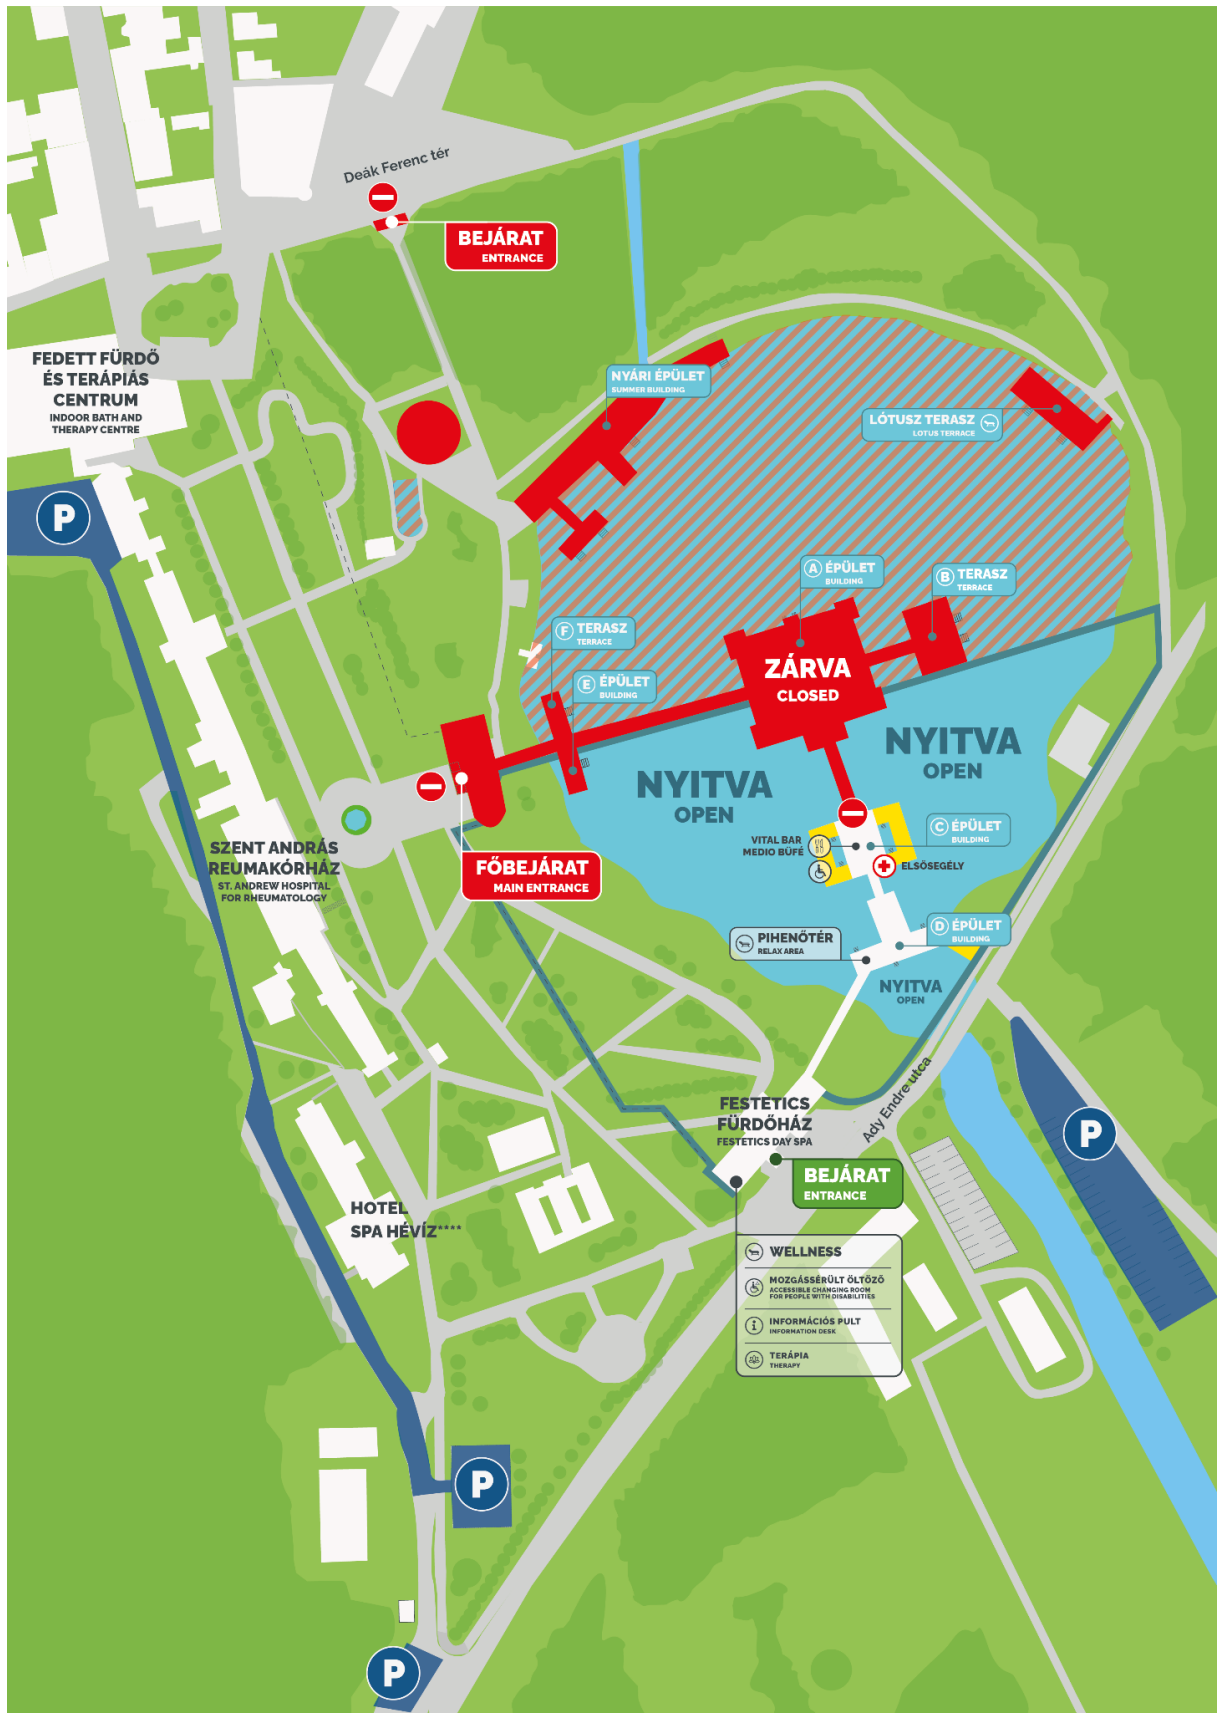 Deák Ferenc tér
BEJÁRAT
ENTRANCE
FEDETT FÜRDŐ
ÉS TERÁPIÁS
CENTRUM
INDOOR BATH AND
THERAPY CENTRE
NYÁRI ÉPÜLET
SUMMER BUILDING
LÓTUSZ TERASZ
LOTUS TERRACE
P
A ÉPÜLET
BUILDING
B TERASZ
TERRACE
F TERASZ
TERRACE
E ÉPÜLET
BUILDING
ZÁRVA
CLOSED
NYITVA
OPEN
NYITVA
OPEN
C ÉPÜLET
BUILDING
VITAL BAR
MEDIO BÜFÉ
ELSŐSEGÉLY
SZENT ANDRÁS
REUMAKÓRHÁZ
ST. ANDREW HOSPITAL
FOR RHEUMATOLOGY
FŐBEJÁRAT
MAIN ENTRANCE
D ÉPÜLET
BUILDING
PIHENŐTÉR
RELAX AREA
NYITVA
OPEN
Ady Endre utca
FESTETICS
FÜRDŐHÁZ
FESTETICS DAY SPA
P
BEJÁRAT
ENTRANCE
HOTEL
SPA HÉVÍZ****
WELLNESS
MOZGÁSSÉRÜLT ÖLTÖZŐ
ACCESSIBLE CHANGING ROOM
FOR PEOPLE WITH DISABILITIES
i INFORMÁCIÓS PULT
INFORMATION DESK
TERÁPIA
THERAPY
P
P